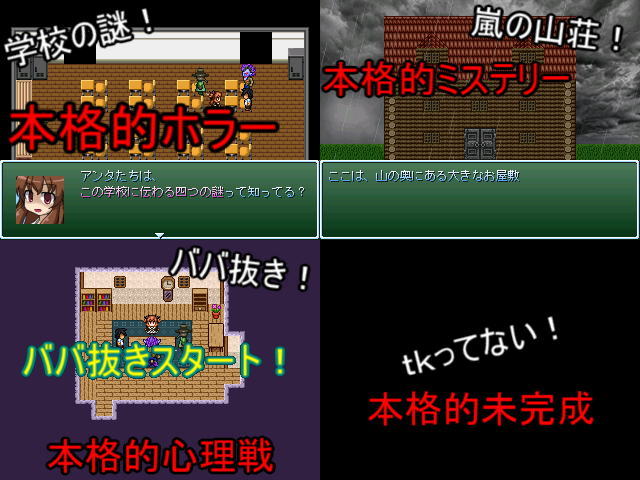 学校の謎！
本格的ホラー
アンタたちは、
この学校に伝わる四つの謎って知ってる？
嵐の山荘！
本格的ミステリー
ここは、山の奥にある大きなお屋敷
ババ抜き！
ババ抜きスタート！
本格的心理戦
tkってない！
本格的未完成